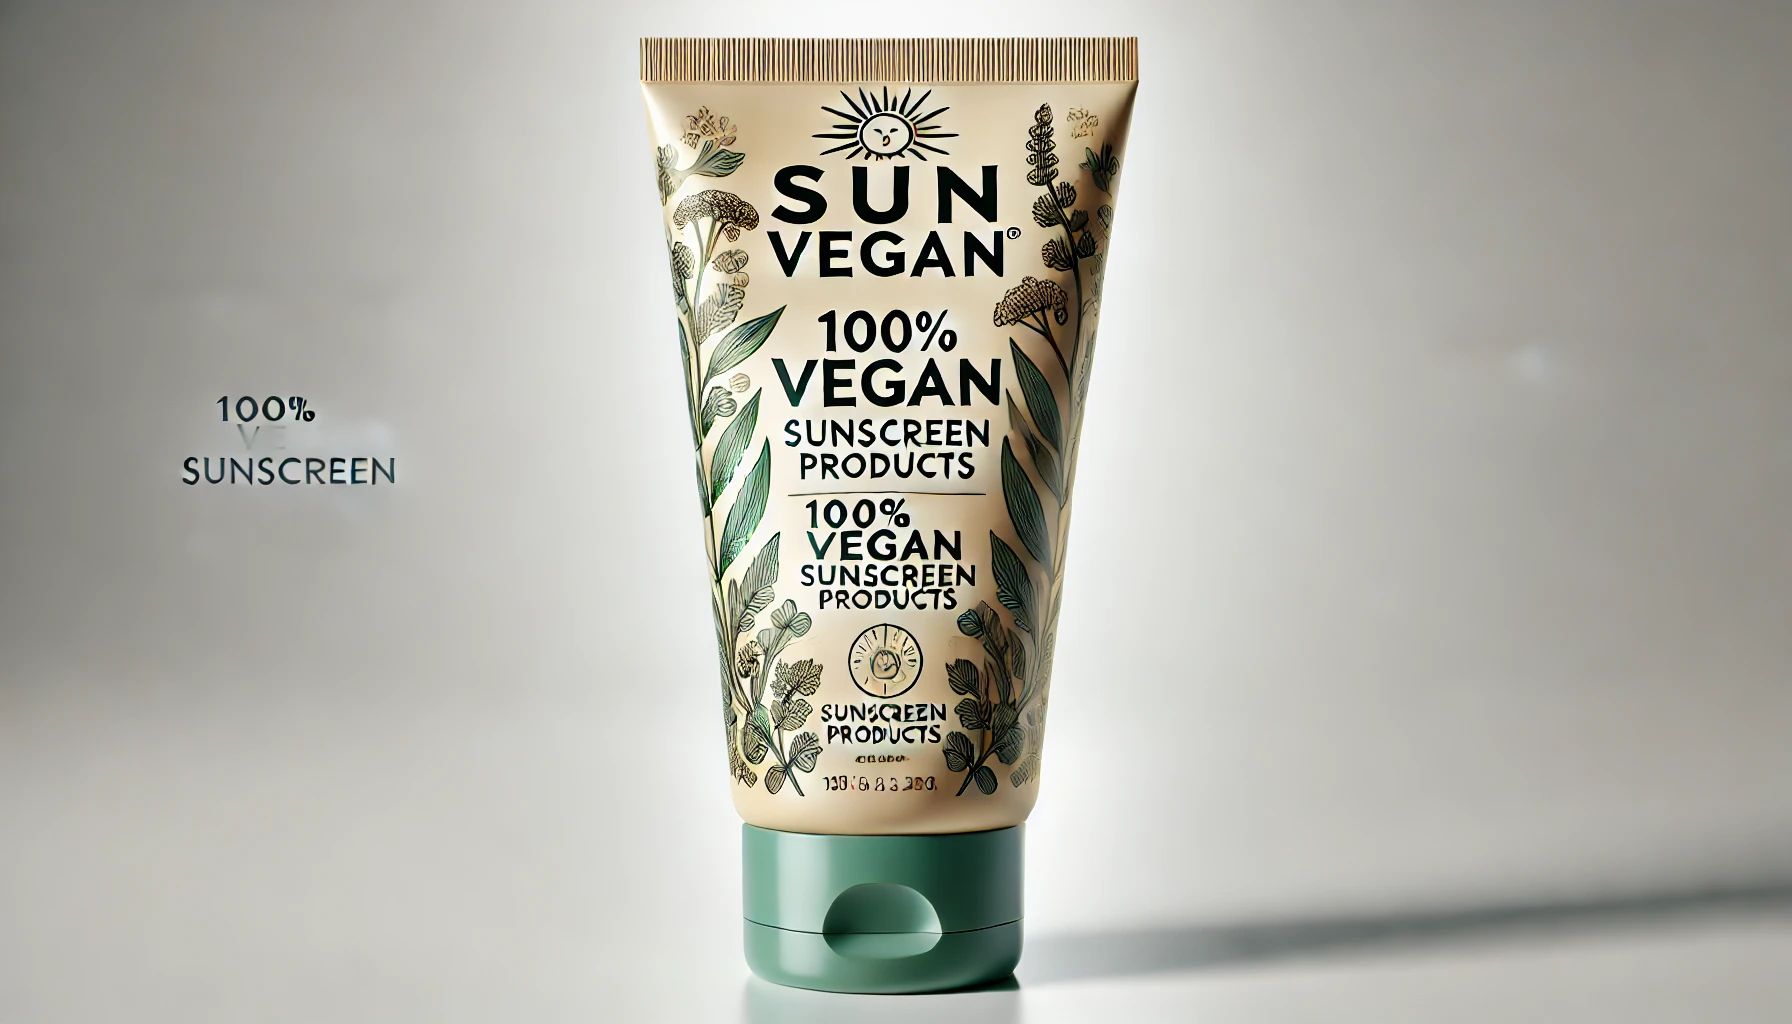 SUN
VEGAN®
100%
VEGAN
SUNSCREEN
PRODUCTS
100%
VEGAN
SUNSCREEN
PRODUCTS
SUNSCREEN
PRODUCTS
100%
SUNSCREEN